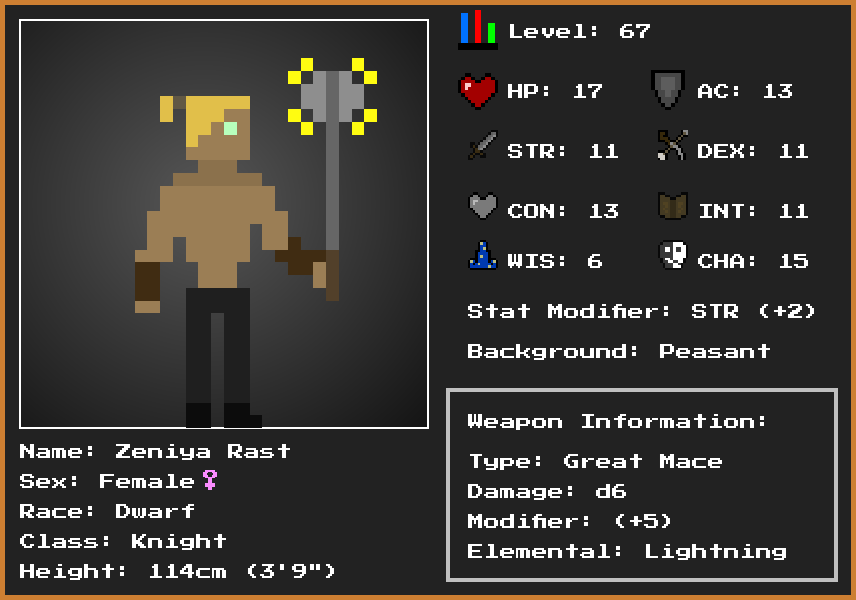 Level: 67
HP: 17
AC: 13
STR: 11
DEX: 11
CON: 13
INT: 11
WIS: 6
CHA: 15
Stat Modifier: STR (+2)
Background: Peasant
Weapon Information:
Type: Great Mace
Damage: d6
Modifier: (+5)
Elemental: Lightning
Name: Zeniya Rast
Sex: Female♀
Race: Dwarf
Class: Knight
Height: 114cm (3'9")